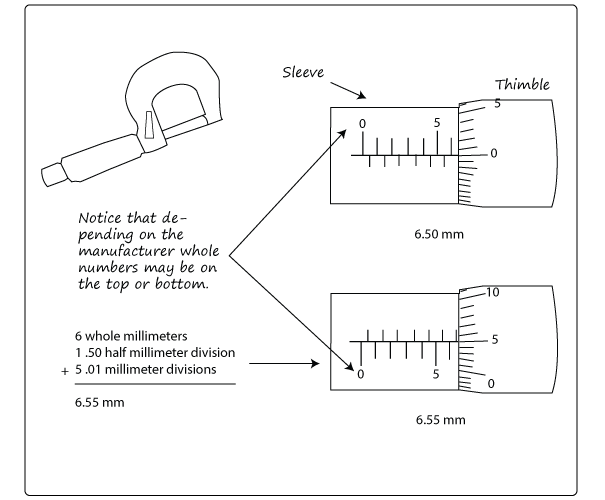 Sleeve
Thimble
5
0
5
0
6.50 mm
Notice that de-
pending on the
manufacturer whole
numbers may be on
the top or bottom.
10
5
0
0
5
6.55 mm
6 whole millimeters
1 .50 half millimeter division
+ 5 .01 millimeter divisions
6.55 mm